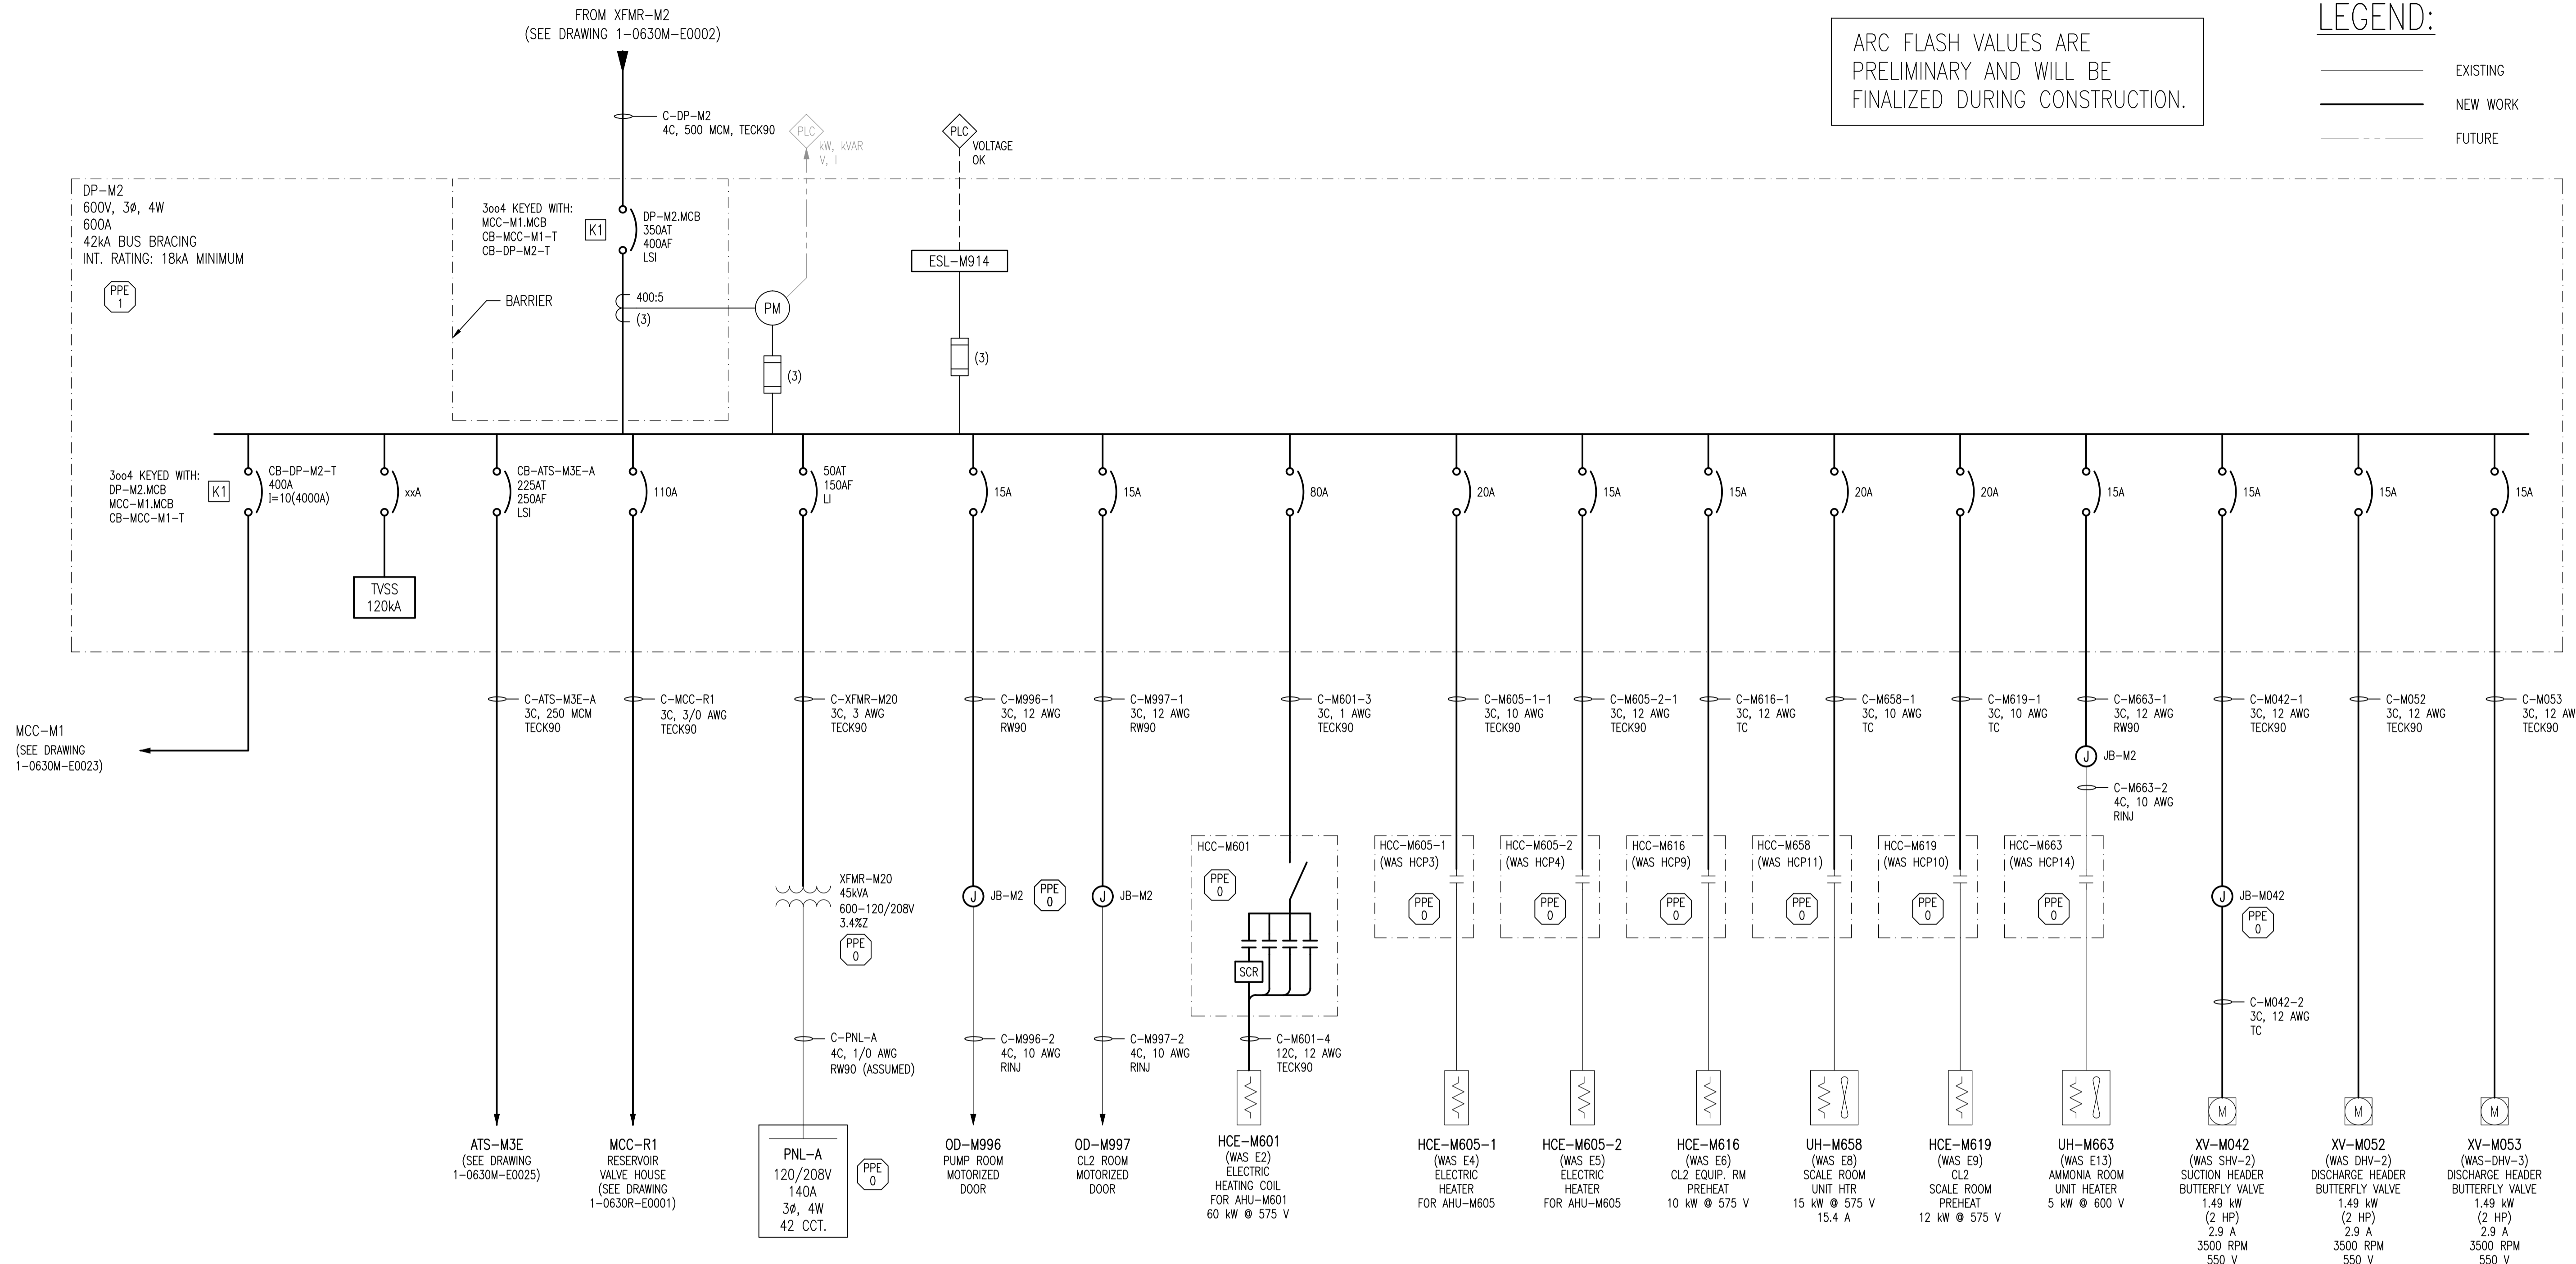 FROM XFMR-M2
(SEE DRAWING 1-0630M-E0002)
C-DP-M2
4C, 500 MCM, TECK90
PLC
kW, kVAR
V, I
PLC
VOLTAGE
OK
ARC FLASH VALUES ARE
PRELIMINARY AND WILL BE
FINALIZED DURING CONSTRUCTION.
LEGEND:
EXISTING
NEW WORK
FUTURE
DP-M2
600V, 3ø, 4W
600A
42kA BUS BRACING
INT. RATING: 18kA MINIMUM
PPE
1
3oo4 KEYED WITH:
MCC-M1.MCB
CB-MCC-M1-T
CB-DP-M2-T
K1
DP-M2.MCB
350AT
400AF
LSI
BARRIER
400:5
(3)
PM
(3)
ESL-M914
(3)
3oo4 KEYED WITH:
DP-M2.MCB
MCC-M1.MCB
CB-MCC-M1-T
K1
CB-DP-M2-T
400A
I=10(4000A)
xxA
TVSS
120kA
CB-ATS-M3E-A
225AT
250AF
LSI
110A
50AT
150AF
LI
15A
15A
80A
20A
15A
15A
20A
20A
15A
15A
15A
15A
MCC-M1
(SEE DRAWING
1-0630M-E0023)
C-ATS-M3E-A
3C, 250 MCM
TECK90
C-MCC-R1
3C, 3/0 AWG
TECK90
C-XFMR-M20
3C, 3 AWG
TECK90
C-M996-1
3C, 12 AWG
RW90
C-M997-1
3C, 12 AWG
RW90
C-M601-3
3C, 1 AWG
TECK90
C-M605-1-1
3C, 10 AWG
TECK90
C-M605-2-1
3C, 12 AWG
TECK90
C-M616-1
3C, 12 AWG
TC
C-M658-1
3C, 10 AWG
TC
C-M619-1
3C, 10 AWG
TC
C-M663-1
3C, 12 AWG
RW90
C-M042-1
3C, 12 AWG
TECK90
C-M052
3C, 12 AWG
TECK90
C-M053
3C, 12 AW
TECK90
J
JB-M2
C-M663-2
4C, 10 AWG
RINJ
XFMR-M20
45kVA
600-120/208V
3.4%Z
PPE
0
J
JB-M2
PPE
0
J
JB-M2
HCC-M601
PPE
0
SCR
HCC-M605-1
(WAS HCP3)
PPE
0
HCC-M605-2
(WAS HCP4)
PPE
0
HCC-M616
(WAS HCP9)
PPE
0
HCC-M658
(WAS HCP11)
PPE
0
HCC-M619
(WAS HCP10)
PPE
0
HCC-M663
(WAS HCP14)
PPE
0
J
JB-M042
PPE
0
C-M042-2
3C, 12 AWG
TC
C-PNL-A
4C, 1/0 AWG
RW90 (ASSUMED)
C-M996-2
4C, 10 AWG
RINJ
C-M997-2
4C, 10 AWG
RINJ
C-M601-4
12C, 12 AWG
TECK90
M
M
M
ATS-M3E
(SEE DRAWING
1-0630M-E0025)
MCC-R1
RESERVOIR
VALVE HOUSE
(SEE DRAWING
1-0630R-E0001)
PNL-A
120/208V
140A
3ø, 4W
42 CCT.
PPE
0
OD-M996
PUMP ROOM
MOTORIZED
DOOR
OD-M997
CL2 ROOM
MOTORIZED
DOOR
HCE-M601
(WAS E2)
ELECTRIC
HEATING COIL
FOR AHU-M601
60 kW @ 575 V
HCE-M605-1
(WAS E4)
ELECTRIC
HEATER
FOR AHU-M605
HCE-M605-2
(WAS E5)
ELECTRIC
HEATER
FOR AHU-M605
HCE-M616
(WAS E6)
CL2 EQUIP. RM
PREHEAT
10 kW @ 575 V
UH-M658
(WAS E8)
SCALE ROOM
UNIT HTR
15 kW @ 575 V
15.4 A
HCE-M619
(WAS E9)
CL2
SCALE ROOM
PREHEAT
12 kW @ 575 V
UH-M663
(WAS E13)
AMMONIA ROOM
UNIT HEATER
5 kW @ 600 V
XV-M042
(WAS SHV-2)
SUCTION HEADER
BUTTERFLY VALVE
1.49 kW
(2 HP)
2.9 A
3500 RPM
550 V
XV-M052
(WAS DHV-2)
DISCHARGE HEADER
BUTTERFLY VALVE
1.49 kW
(2 HP)
2.9 A
3500 RPM
550 V
XV-M053
(WAS-DHV-3)
DISCHARGE HEADER
BUTTERFLY VALVE
1.49 kW
(2 HP)
2.9 A
3500 RPM
550 V